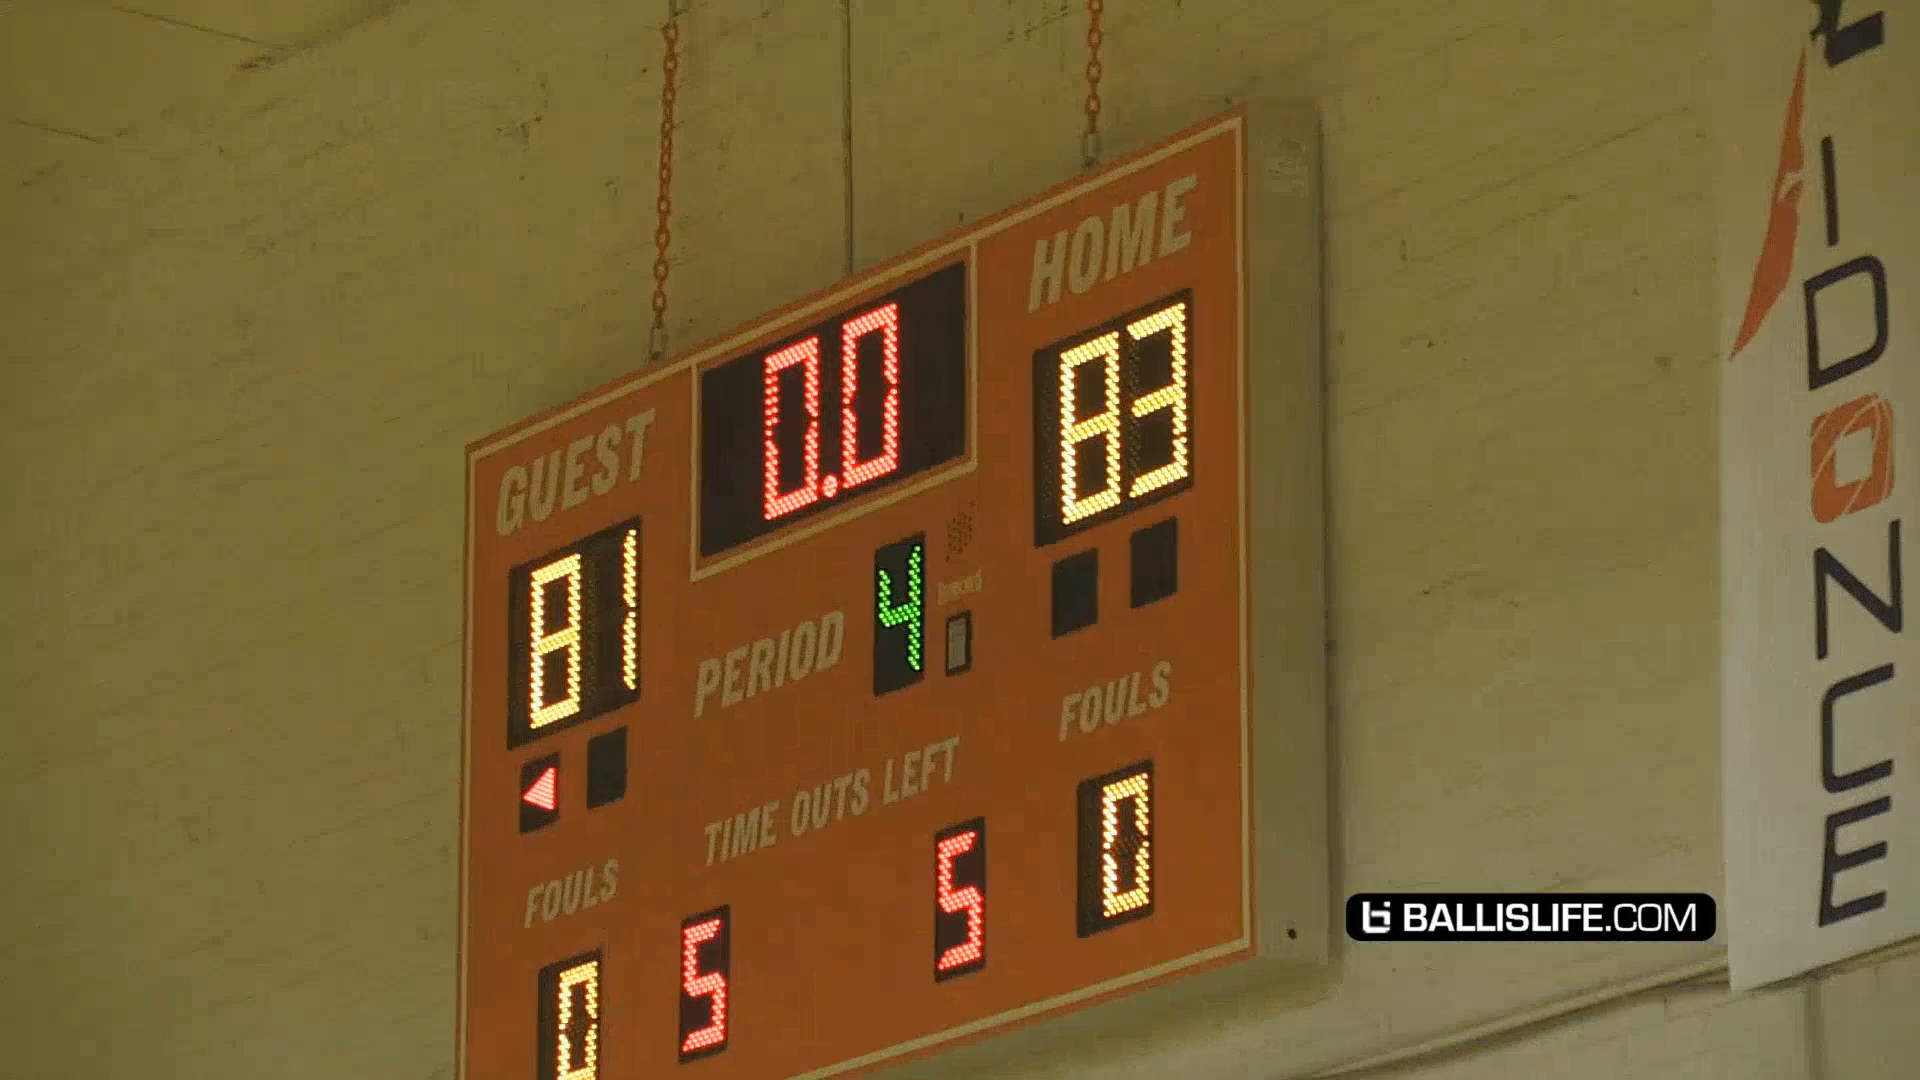 HOME
0.0
83
GUEST
81
PERIOD
4
FOULS
TIME OUTS LEFT
FOULS
0
5
5
0
BALLISLIFE.COM
IDONCE